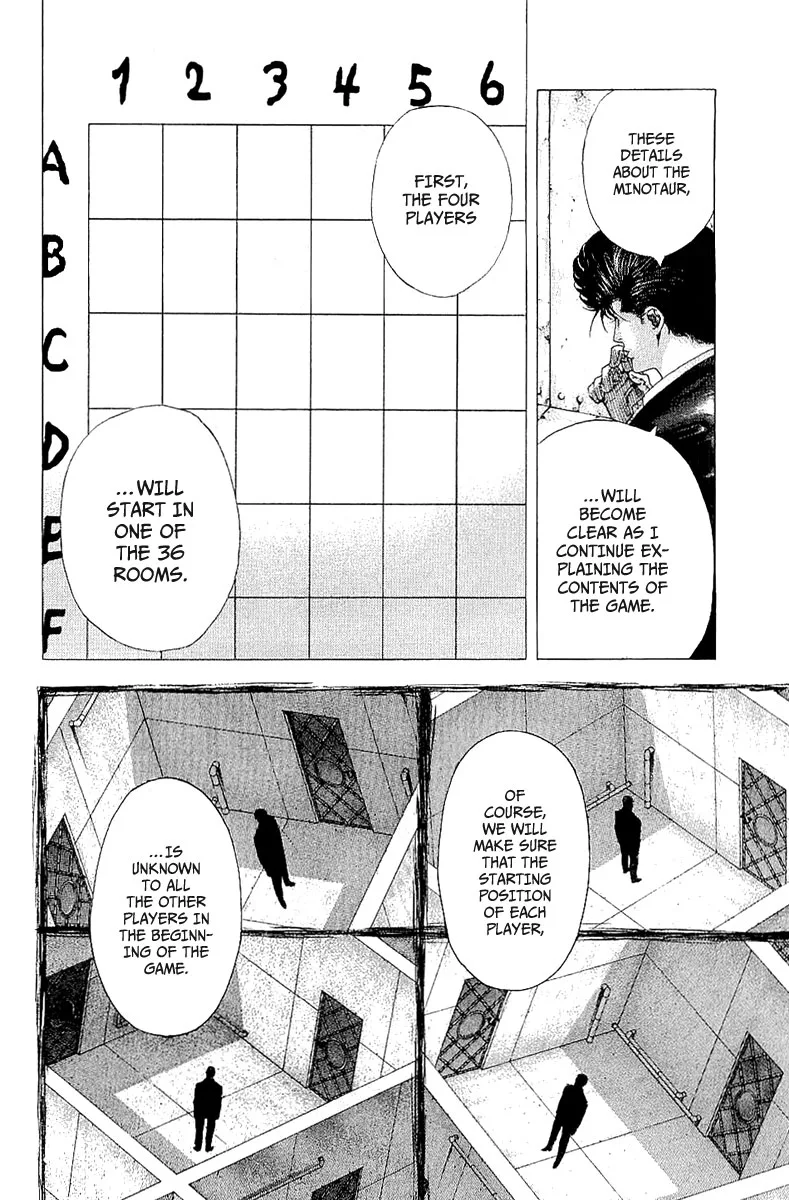 THESE
DETAILS
ABOUT THE
MINOTAUR,
...WILL
BECOME
CLEAR AS I
CONTINUE EX-
PLAINING THE
CONTENTS OF
THE GAME.
1 2 3 4 5 6
A
B
C
D
E
F
FIRST,
THE FOUR
PLAYERS
...WILL
START IN
ONE OF
THE 36
ROOMS.
OF
COURSE,
WE WILL
MAKE SURE
THAT THE
STARTING
POSITION
OF EACH
PLAYER,
...IS
UNKNOWN
TO ALL
THE OTHER
PLAYERS IN
THE BEGINN-
ING OF THE
GAME.